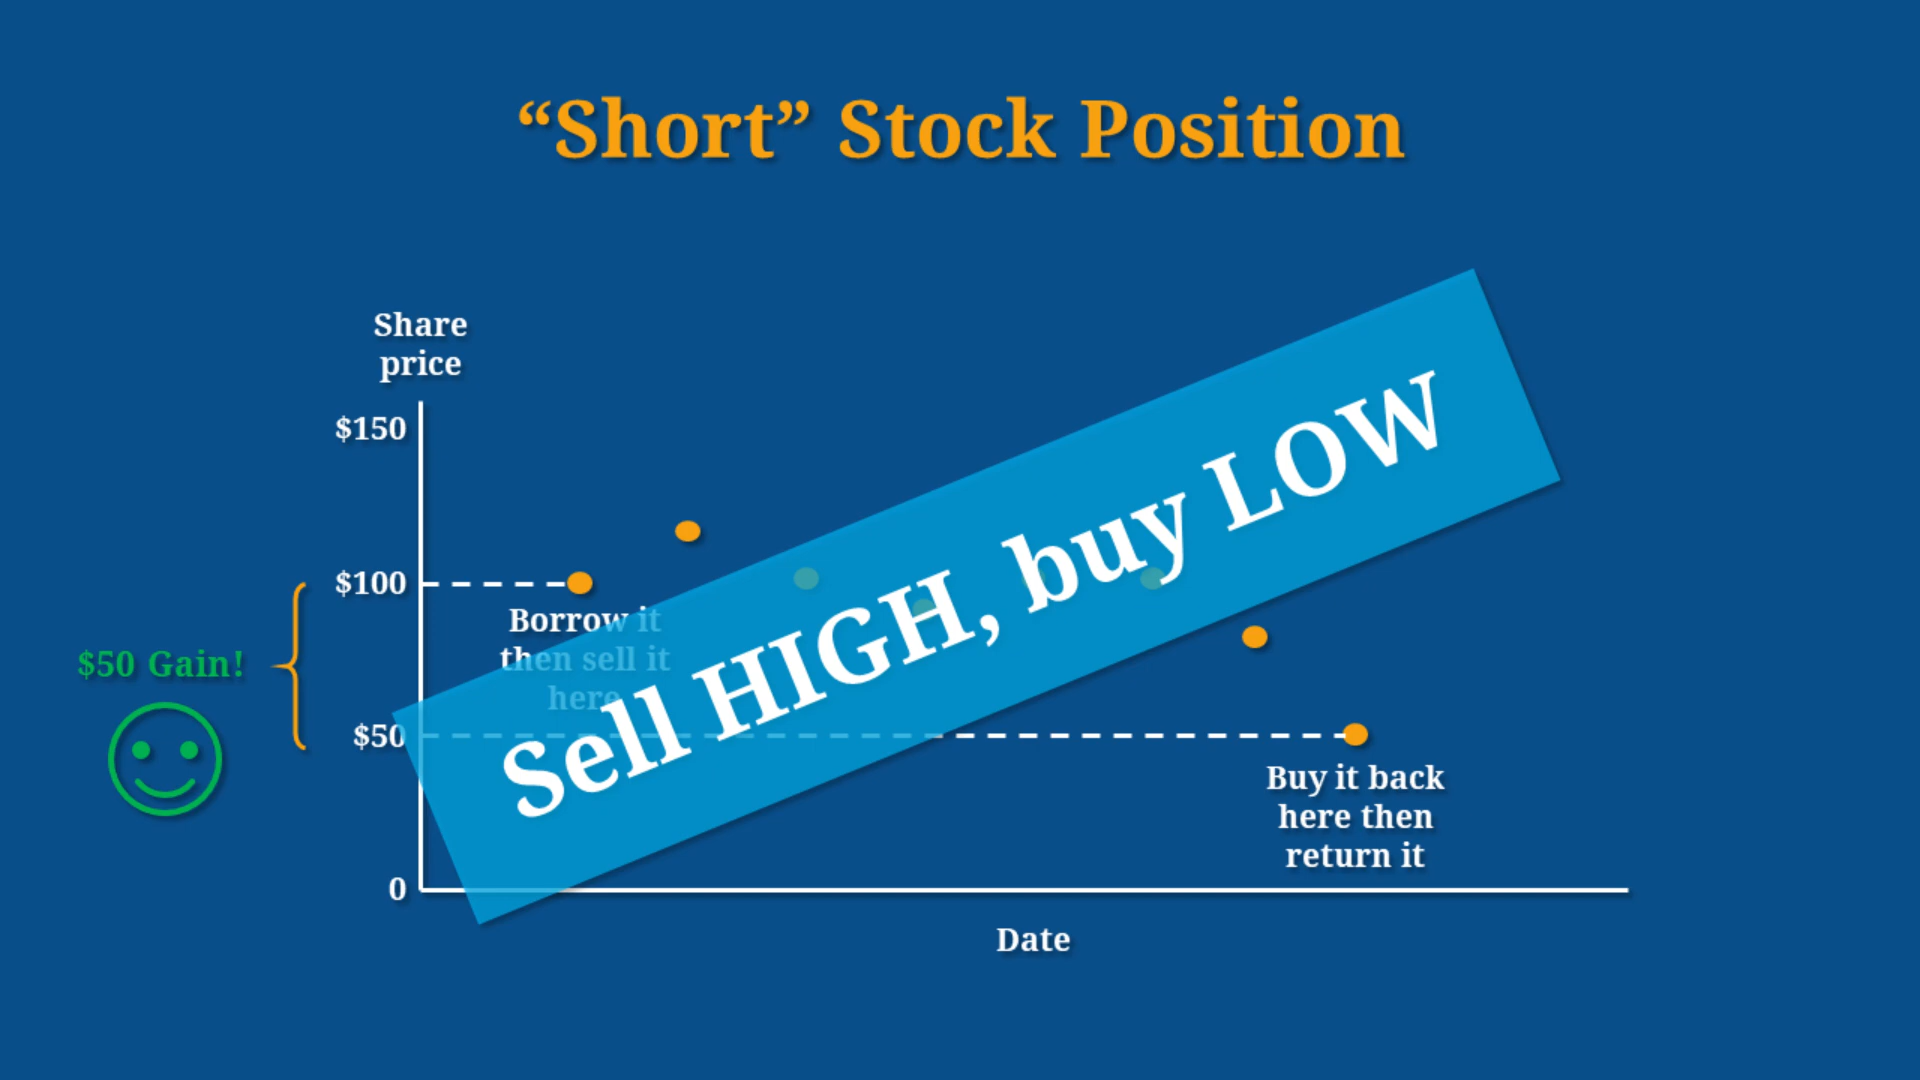 “Short” Stock Position
Share
price
$150
$100
$50
0
Borrow it
then sell it
here
$50 Gain!
Sell HIGH, buy LOW
Buy it back
here then
return it
Date